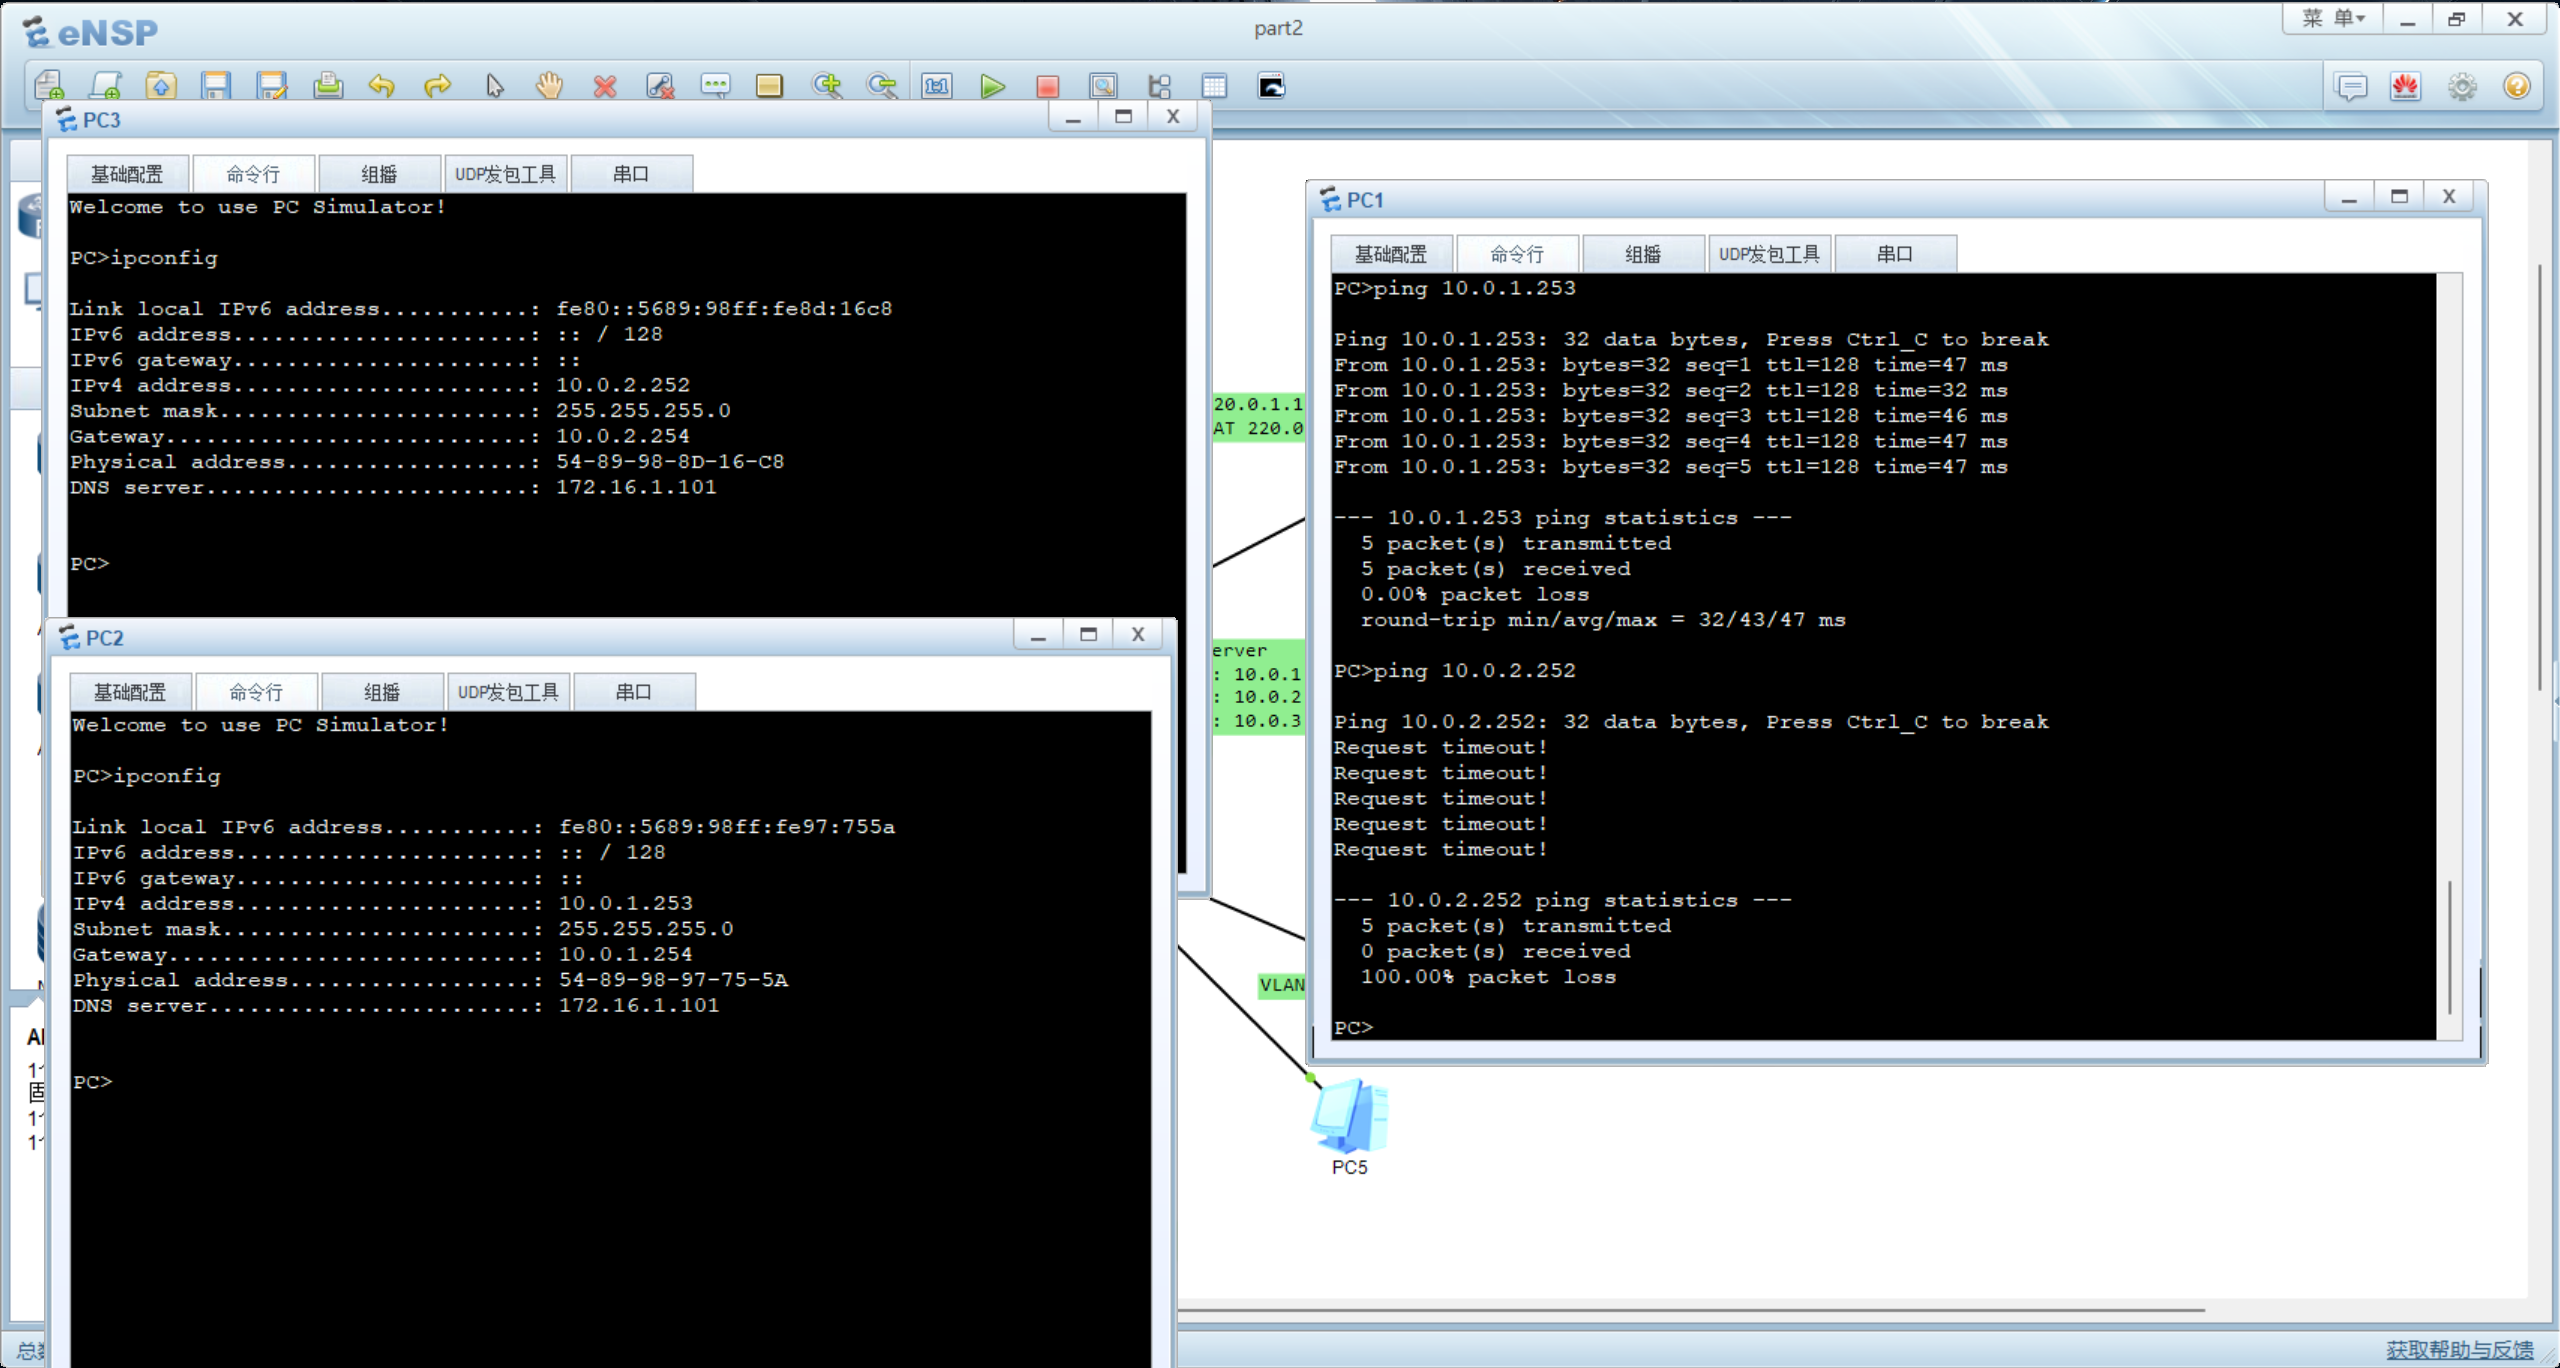 eNSP
part2
菜 单
PC3
基础配置 命令行 组播 UDP发包工具 串口
Welcome to use PC Simulator!
PC>ipconfig
Link local IPv6 address...........: fe80::5689:98ff:fe8d:16c8
IPv6 address......................: :: / 128
IPv6 gateway......................: ::
IPv4 address......................: 10.0.2.252
Subnet mask.......................: 255.255.255.0
Gateway...........................: 10.0.2.254
Physical address..................: 54-89-98-8D-16-C8
DNS server........................: 172.16.1.101
PC>
PC2
基础配置 命令行 组播 UDP发包工具 串口
Welcome to use PC Simulator!
PC>ipconfig
Link local IPv6 address...........: fe80::5689:98ff:fe97:755a
IPv6 address......................: :: / 128
IPv6 gateway......................: ::
IPv4 address......................: 10.0.1.253
Subnet mask.......................: 255.255.255.0
Gateway...........................: 10.0.1.254
Physical address..................: 54-89-98-97-75-5A
DNS server........................: 172.16.1.101
PC>
20.0.1.1
AT 220.0
erver
: 10.0.1
: 10.0.2
: 10.0.3
VLAN
PC5
PC1
基础配置 命令行 组播 UDP发包工具 串口
PC>ping 10.0.1.253
Ping 10.0.1.253: 32 data bytes, Press Ctrl_C to break
From 10.0.1.253: bytes=32 seq=1 ttl=128 time=47 ms
From 10.0.1.253: bytes=32 seq=2 ttl=128 time=32 ms
From 10.0.1.253: bytes=32 seq=3 ttl=128 time=46 ms
From 10.0.1.253: bytes=32 seq=4 ttl=128 time=47 ms
From 10.0.1.253: bytes=32 seq=5 ttl=128 time=47 ms
--- 10.0.1.253 ping statistics ---
5 packet(s) transmitted
5 packet(s) received
0.00% packet loss
round-trip min/avg/max = 32/43/47 ms
PC>ping 10.0.2.252
Ping 10.0.2.252: 32 data bytes, Press Ctrl_C to break
Request timeout!
Request timeout!
Request timeout!
Request timeout!
Request timeout!
--- 10.0.2.252 ping statistics ---
5 packet(s) transmitted
0 packet(s) received
100.00% packet loss
PC>
获取帮助与反馈